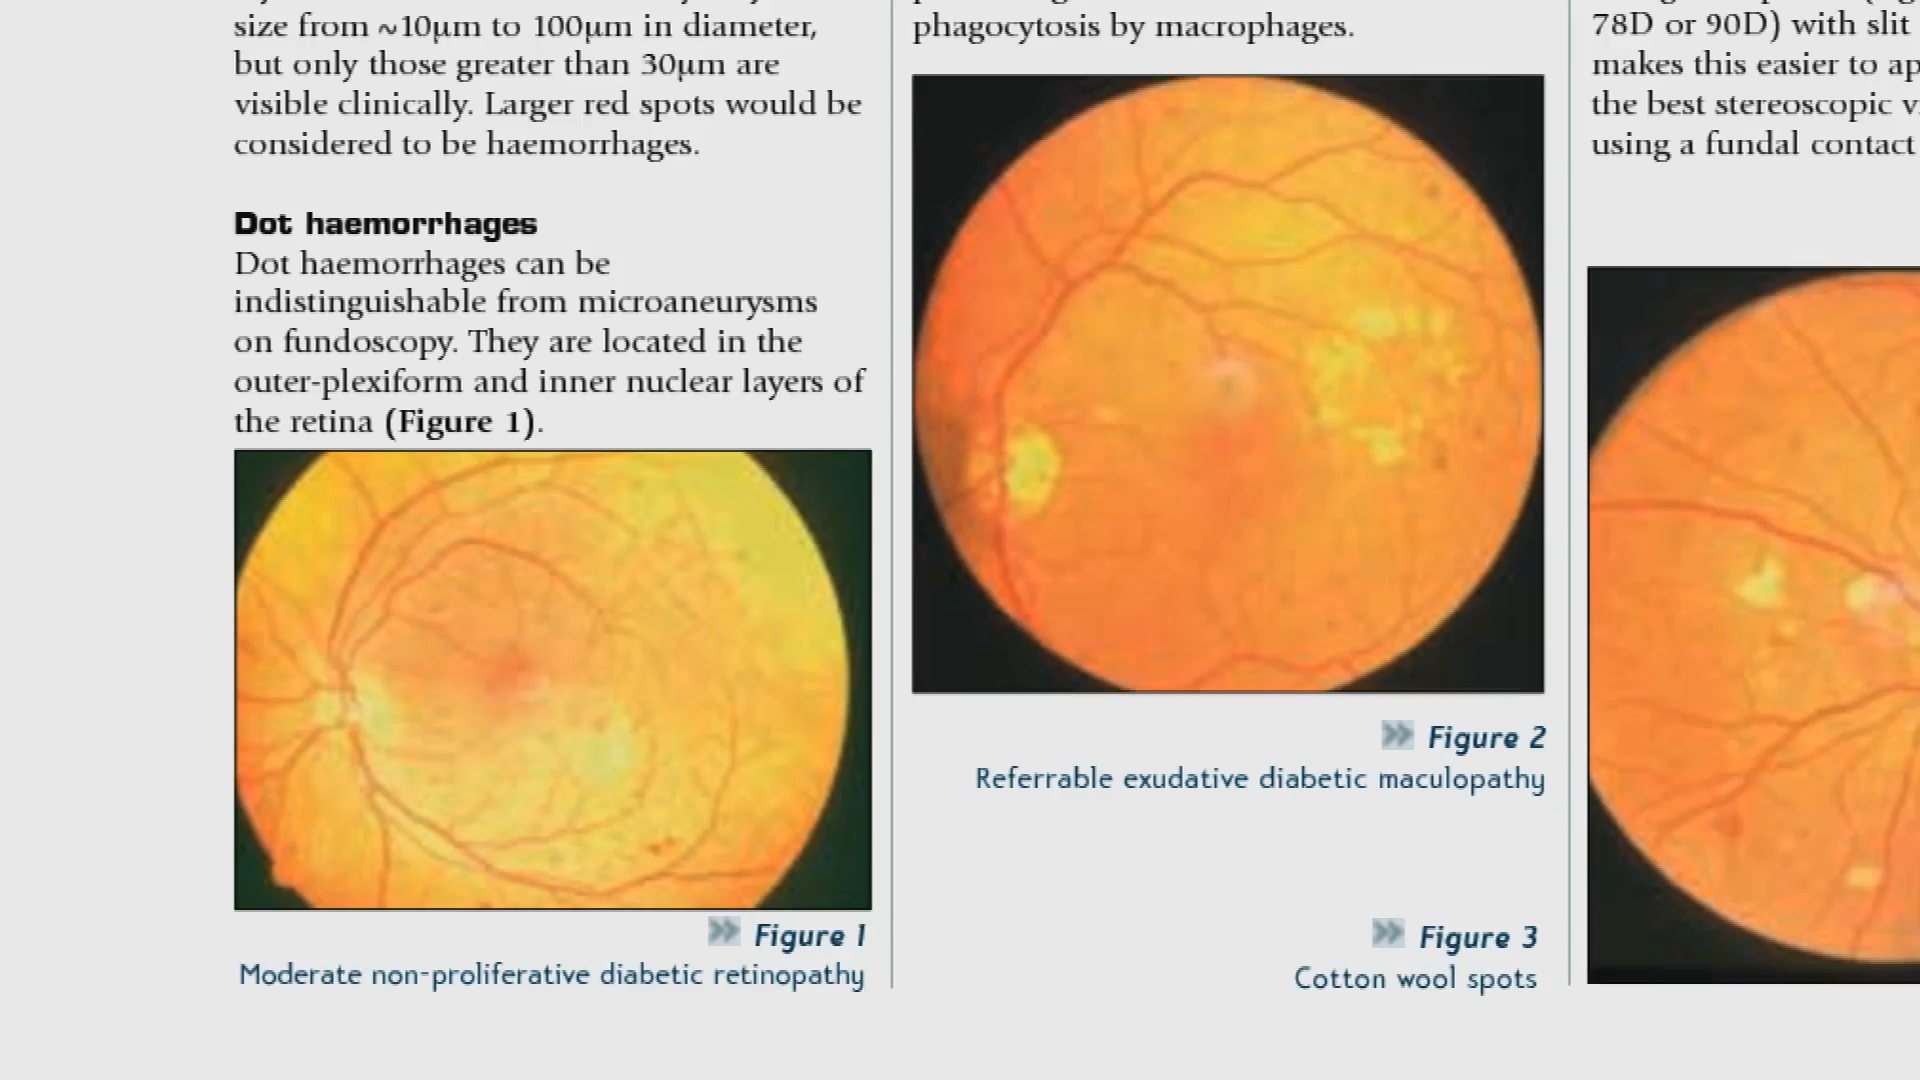 size from ~10µm to 100µm in diameter,
but only those greater than 30µm are
visible clinically. Larger red spots would be
considered to be haemorrhages.
Dot haemorrhages
Dot haemorrhages can be
indistinguishable from microaneurysms
on fundoscopy. They are located in the
outer-plexiform and inner nuclear layers of
the retina (Figure 1).
Figure 1
Moderate non-proliferative diabetic retinopathy
phagocytosis by macrophages.
Figure 2
Referrable exudative diabetic maculopathy
Figure 3
Cotton wool spots
78D or 90D) with slit
makes this easier to
the best stereoscopic
using a fundal contact